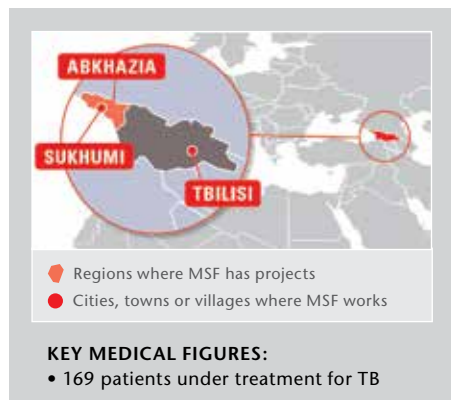 ABKHAZIA
SUKHUMI
TBILISI
Regions where MSF has projects
Cities, towns or villages where MSF works
KEY MEDICAL FIGURES:
• 169 patients under treatment for TB